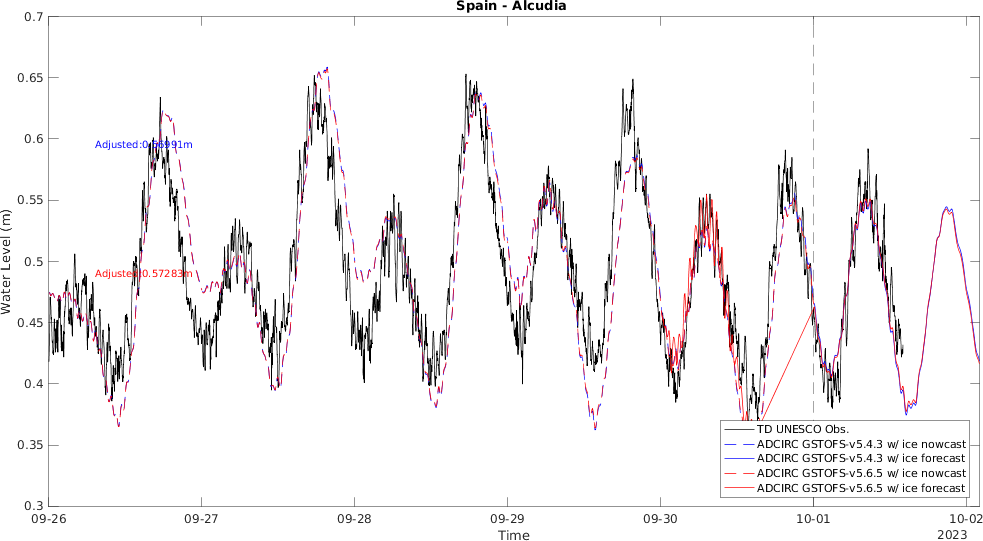 Spain - Alcudia
0.7
0.65
0.6
0.55
0.5
0.45
0.4
0.35
0.3
Water Level (m)
Adjusted:0.56991m
Adjusted:0.57283m
TD UNESCO Obs.
ADCIRC GSTOFS-v5.4.3 w/ ice nowcast
ADCIRC GSTOFS-v5.4.3 w/ ice forecast
ADCIRC GSTOFS-v5.6.5 w/ ice nowcast
ADCIRC GSTOFS-v5.6.5 w/ ice forecast
09-26 09-27 09-28 09-29 09-30 10-01 10-02
Time
2023